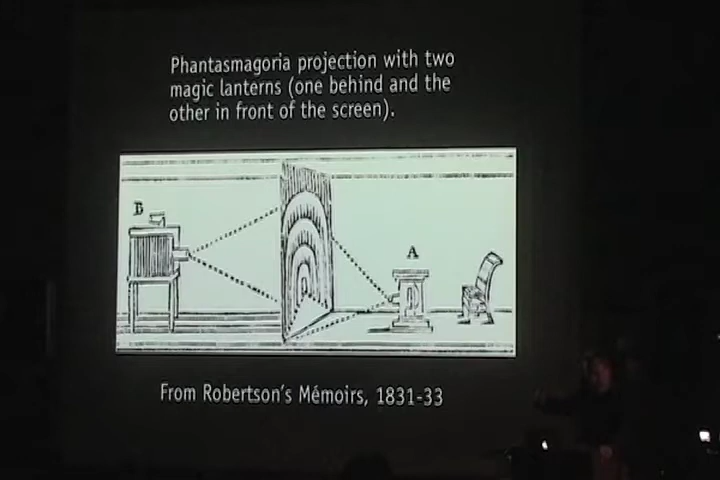 Phantasmagoria projection with two
magic lanterns (one behind and the
other in front of the screen).
B
A
From Robertson's Mémoirs, 1831-33